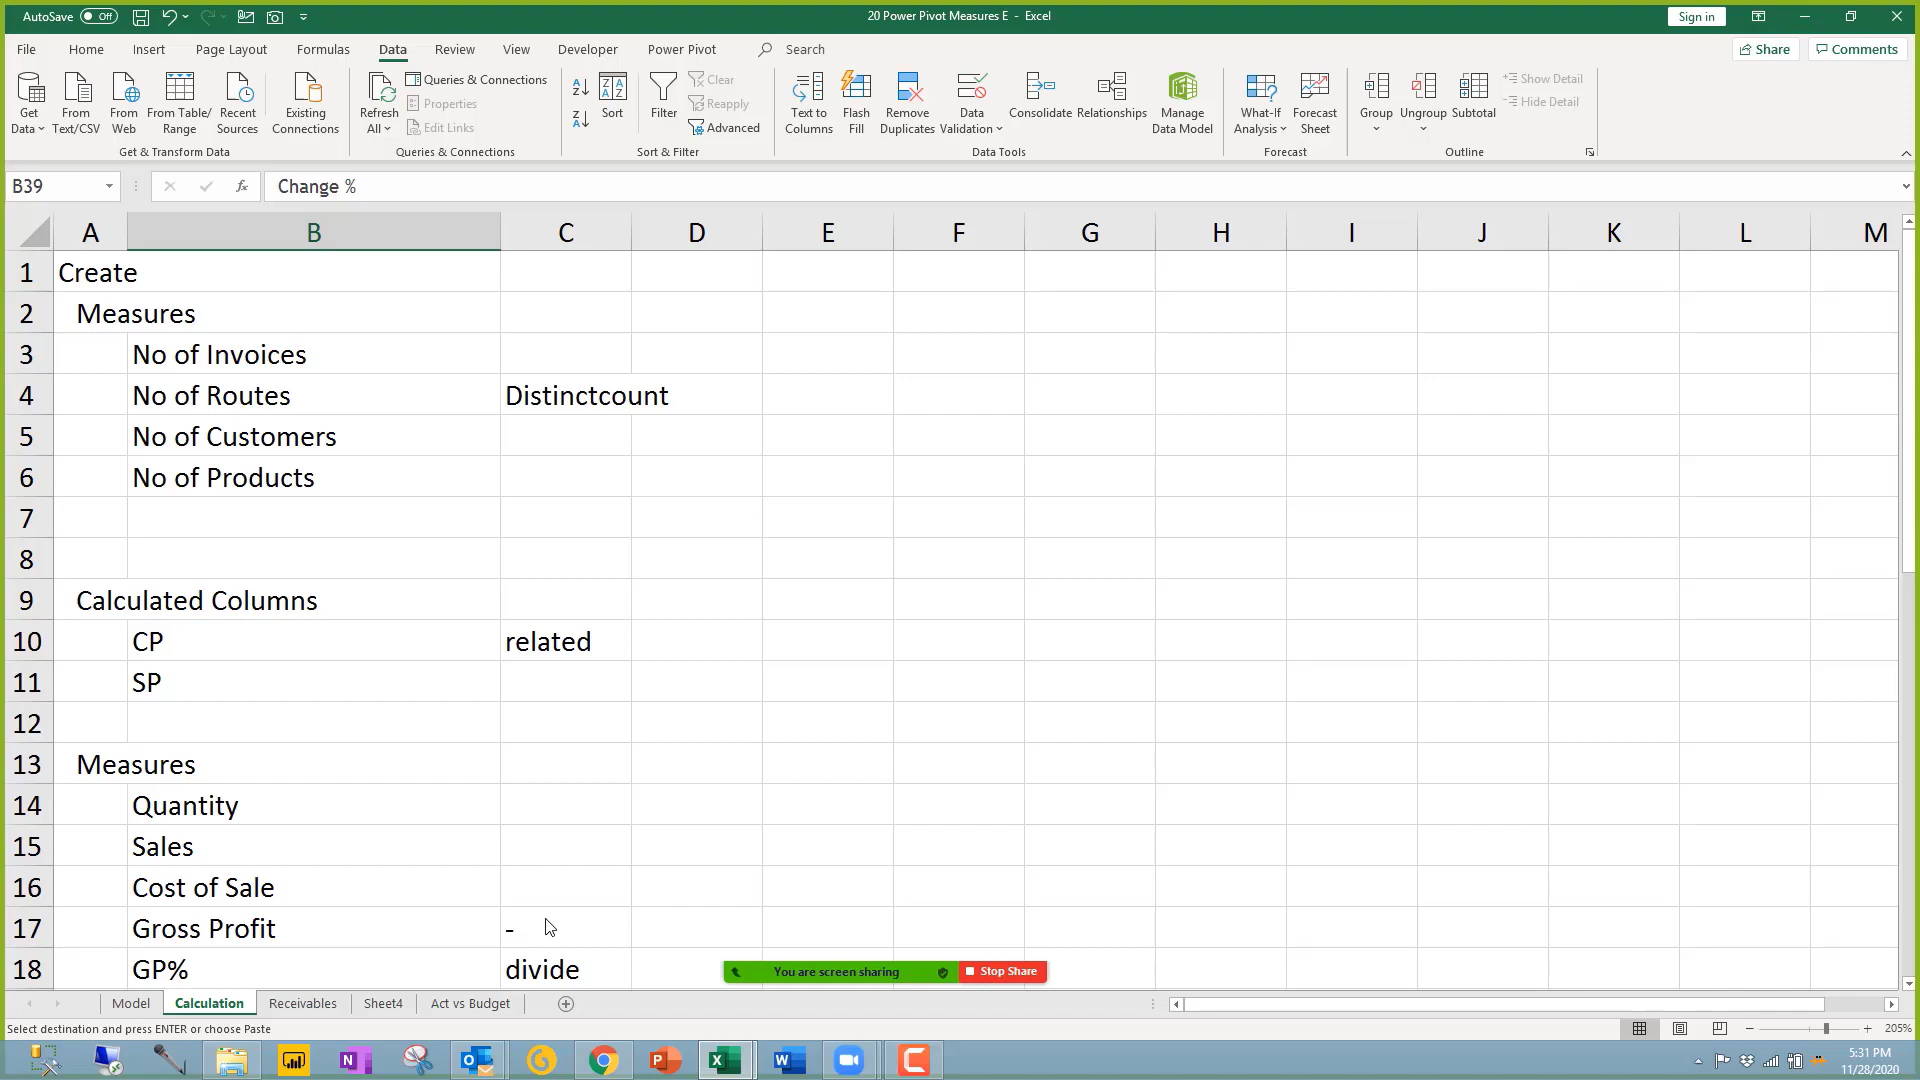 AutoSave Off
20 Power Pivot Measures E - Excel
Sign in
File Home Insert Page Layout Formulas Data Review View Developer Power Pivot Search
Share Comments
Get Data
From Text/CSV
From Web
From Table/ Range
Recent Sources
Existing Connections
Get & Transform Data
Refresh All
Queries & Connections
Properties
Edit Links
Queries & Connections
Sort
Filter
Clear
Reapply
Advanced
Sort & Filter
Text to Columns
Flash Fill
Remove Duplicates
Data Validation
Consolidate
Relationships
Manage Data Model
Data Tools
What-If Analysis
Forecast Sheet
Forecast
Group
Ungroup
Subtotal
Show Detail
Hide Detail
Outline
B39
fx
Change %
A B C D E F G H I J K L M
1 Create
2 Measures
3 No of Invoices
4 No of Routes Distinctcount
5 No of Customers
6 No of Products
7
8
9 Calculated Columns
10 CP related
11 SP
12
13 Measures
14 Quantity
15 Sales
16 Cost of Sale
17 Gross Profit -
18 GP% divide
You are screen sharing Stop Share
Model Calculation Receivables Sheet4 Act vs Budget
Select destination and press ENTER or choose Paste
205%
5:31 PM
11/28/2020